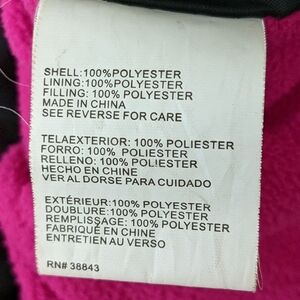 SHELL:100%POLYESTER
LINING:100%POLYESTER
FILLING: 100% POLYESTER
MADE IN CHINA
SEE REVERSE FOR CARE
TELAEXTERIOR: 100% POLIESTER
FORRO: 100% POLIESTER
RELLENO: 100% POLIESTER
HECHO EN CHINE
VER AL DORSE PARA CUIDADO
EXTÉRIEUR:100% POLYESTER
DOUBLURE:100% POLYESTER
REMPLISSAGE: 100% POLYESTER
FABRIQUÉ EN CHINE
ENTRETIEN AU VERSO
RN# 38843